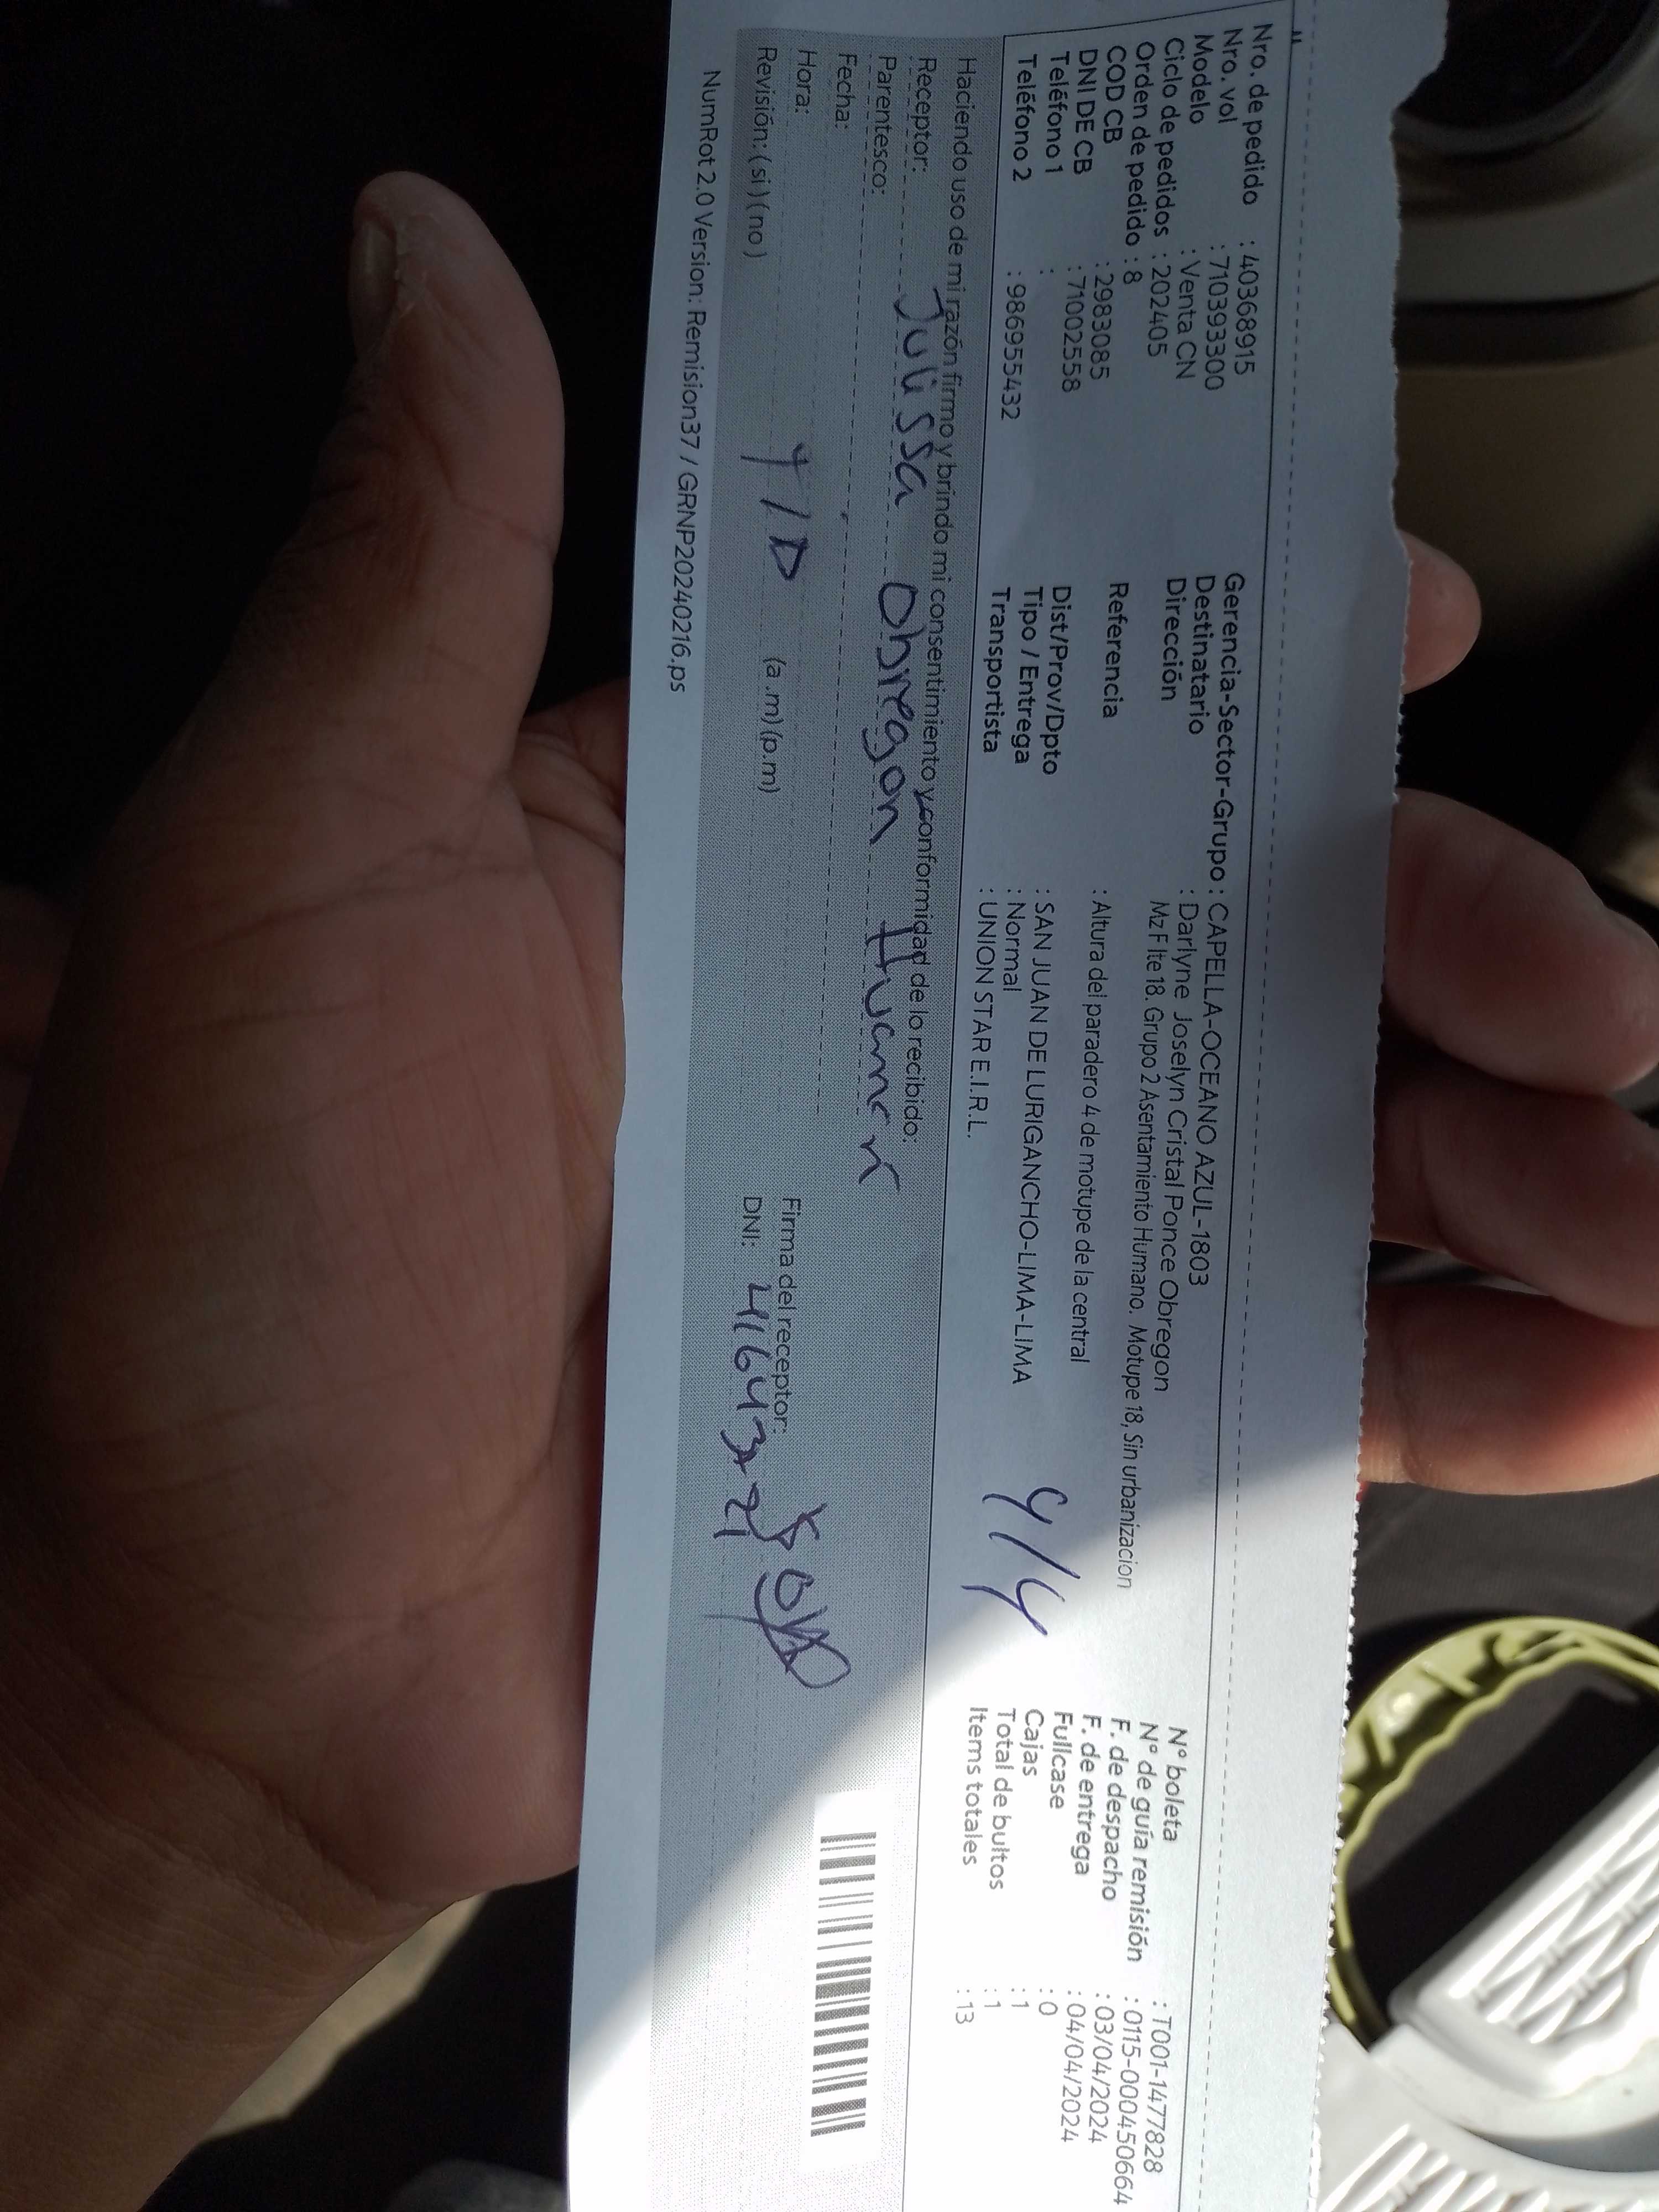 Nro. de pedido : 40368915
Nro. vol : 710393300
Modelo : Venta CN
Ciclo de pedidos : 202405
Orden de pedido : 8
COD CB : 2983085
DNI DE CB : 71002558
Teléfono 1 :
Teléfono 2 : 986955432
Gerencia-Sector-Grupo : CAPELLA-OCEANO AZUL-1803
Destinatario : Darlyne Joselyn Cristal Ponce Obregon
Dirección Mz F lte 18. Grupo 2 Asentamiento Humano. Motupe 18, Sin urbanizacion
Referencia : Altura del paradero 4 de motupe de la central
Dist/Prov/Dpto : SAN JUAN DE LURIGANCHO-LIMA-LIMA
Tipo / Entrega : Normal
Transportista : UNION STAR E.I.R.L.
4/4
N° boleta : T001-1477828
N° de guía remisión : 0115-000450664
F. de despacho : 03/04/2024
F. de entrega : 04/04/2024
Fullcase : 0
Cajas : 1
Total de bultos : 1
Items totales : 13
Haciendo uso de mi razón firmo y brindo mi consentimiento y conformidad de lo recibido:
Receptor: Julissa Obregon
Parentesco:
Fecha:
Hora: (a .m) (p.m)
Revisión: ( si ) ( no )
Firma del receptor:
DNI:
NumRot 2.0 Version: Remision37 / GRNP20240216.ps